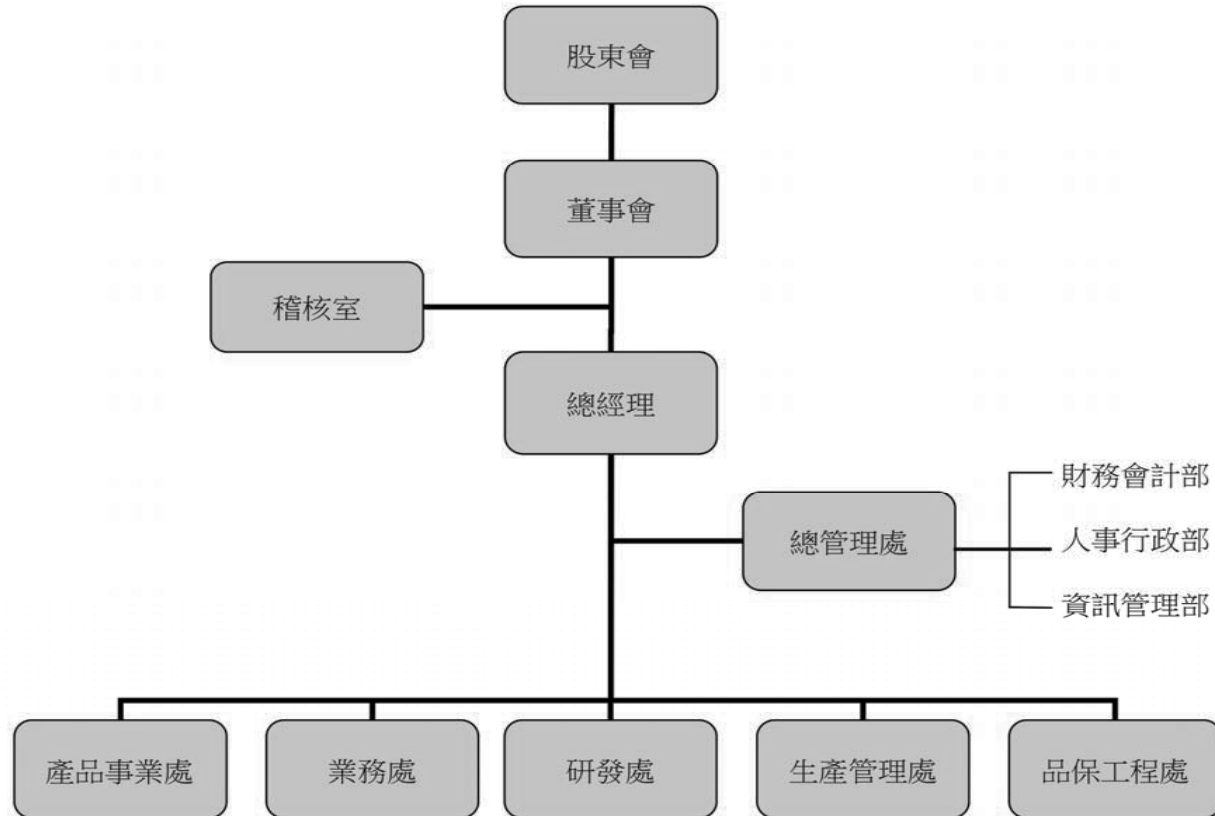 股東會
董事會
稽核室
總經理
財務會計部
總管理處
人事行政部
資訊管理部
產品事業處
業務處
研發處
生產管理處
品保工程處